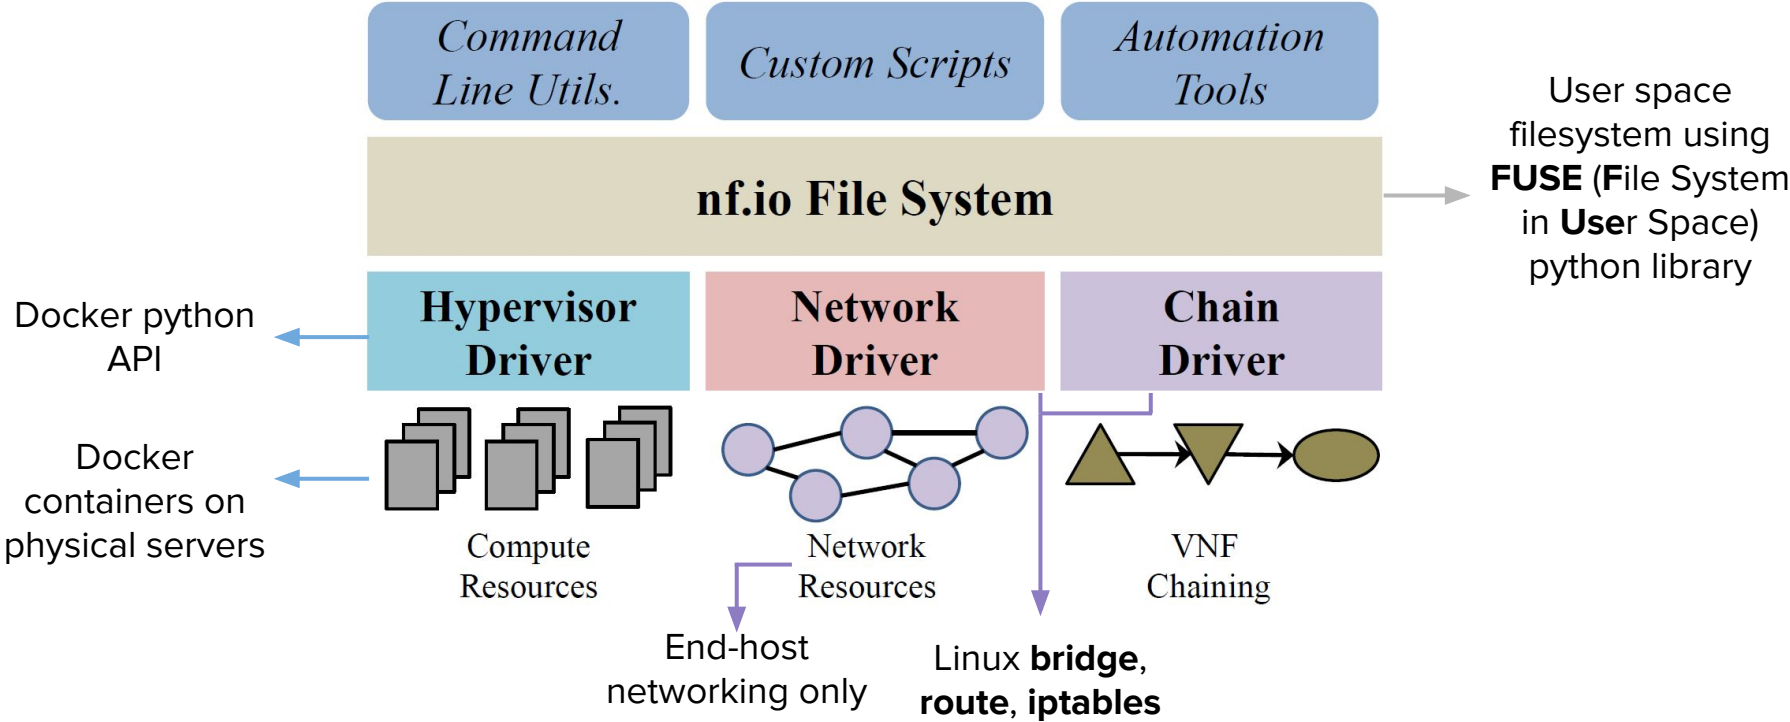 Command
Line Utils.
Custom Scripts
Automation
Tools
User space
filesystem using
FUSE (File System
in User Space)
python library
nf.io File System
Docker python
API
Hypervisor
Driver
Network
Driver
Chain
Driver
Docker
containers on
physical servers
Compute
Resources
Network
Resources
VNF
Chaining
End-host
networking only
Linux bridge,
route, iptables